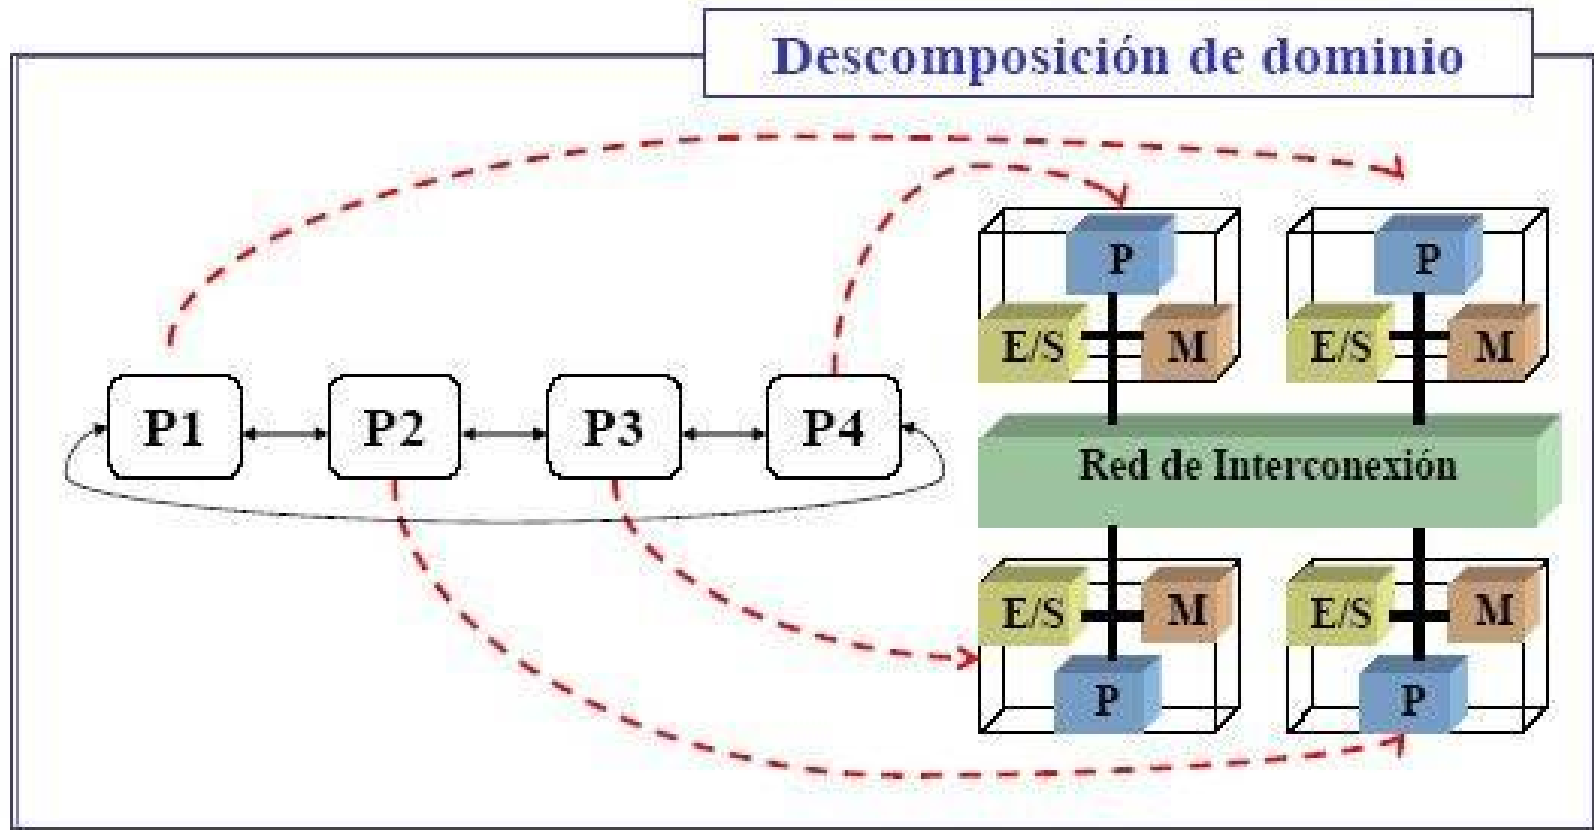 Descomposición de dominio
P
P
E/S
M
E/S
M
P1
P2
P3
P4
Red de Interconexión
E/S
M
E/S
M
P
P